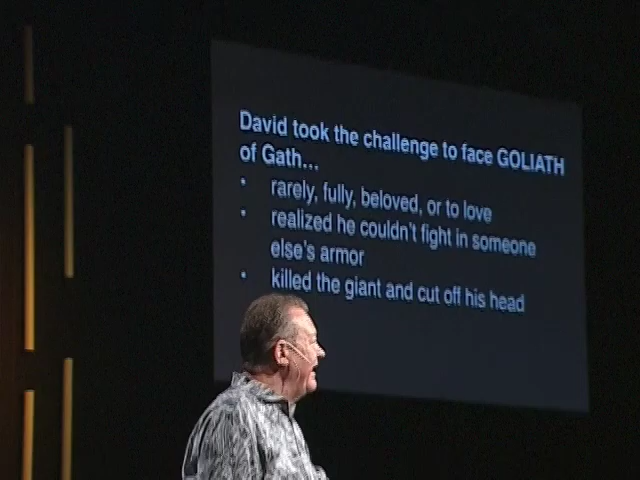 David took the challenge to face GOLIATH
of Gath...
• rarely, fully, beloved, or to love
• realized he couldn't fight in someone
else's armor
• killed the giant and cut off his head